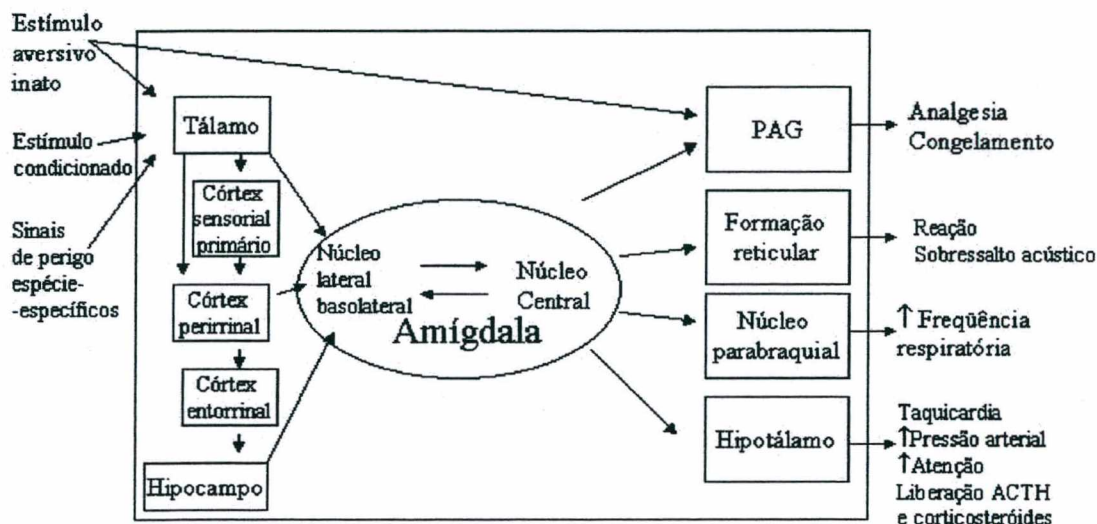 Estímulo
aversivo
inato
Estímulo
condicionado
Sinais
de perigo
espécie-
-específicos
Tálamo
Córtex
sensorial
primário
Córtex
perirrinal
Córtex
entorrinal
Hipocampo
Núcleo
lateral
basolateral
Núcleo
Central
Amígdala
PAG
Formação
reticular
Núcleo
parabraquial
Hipotálamo
Analgesia
Congelamento
Reação
Sobressalto acústico
↑ Freqüência
respiratória
Taquicardia
↑Pressão arterial
↑Atenção
Liberação ACTH
e corticosteróides